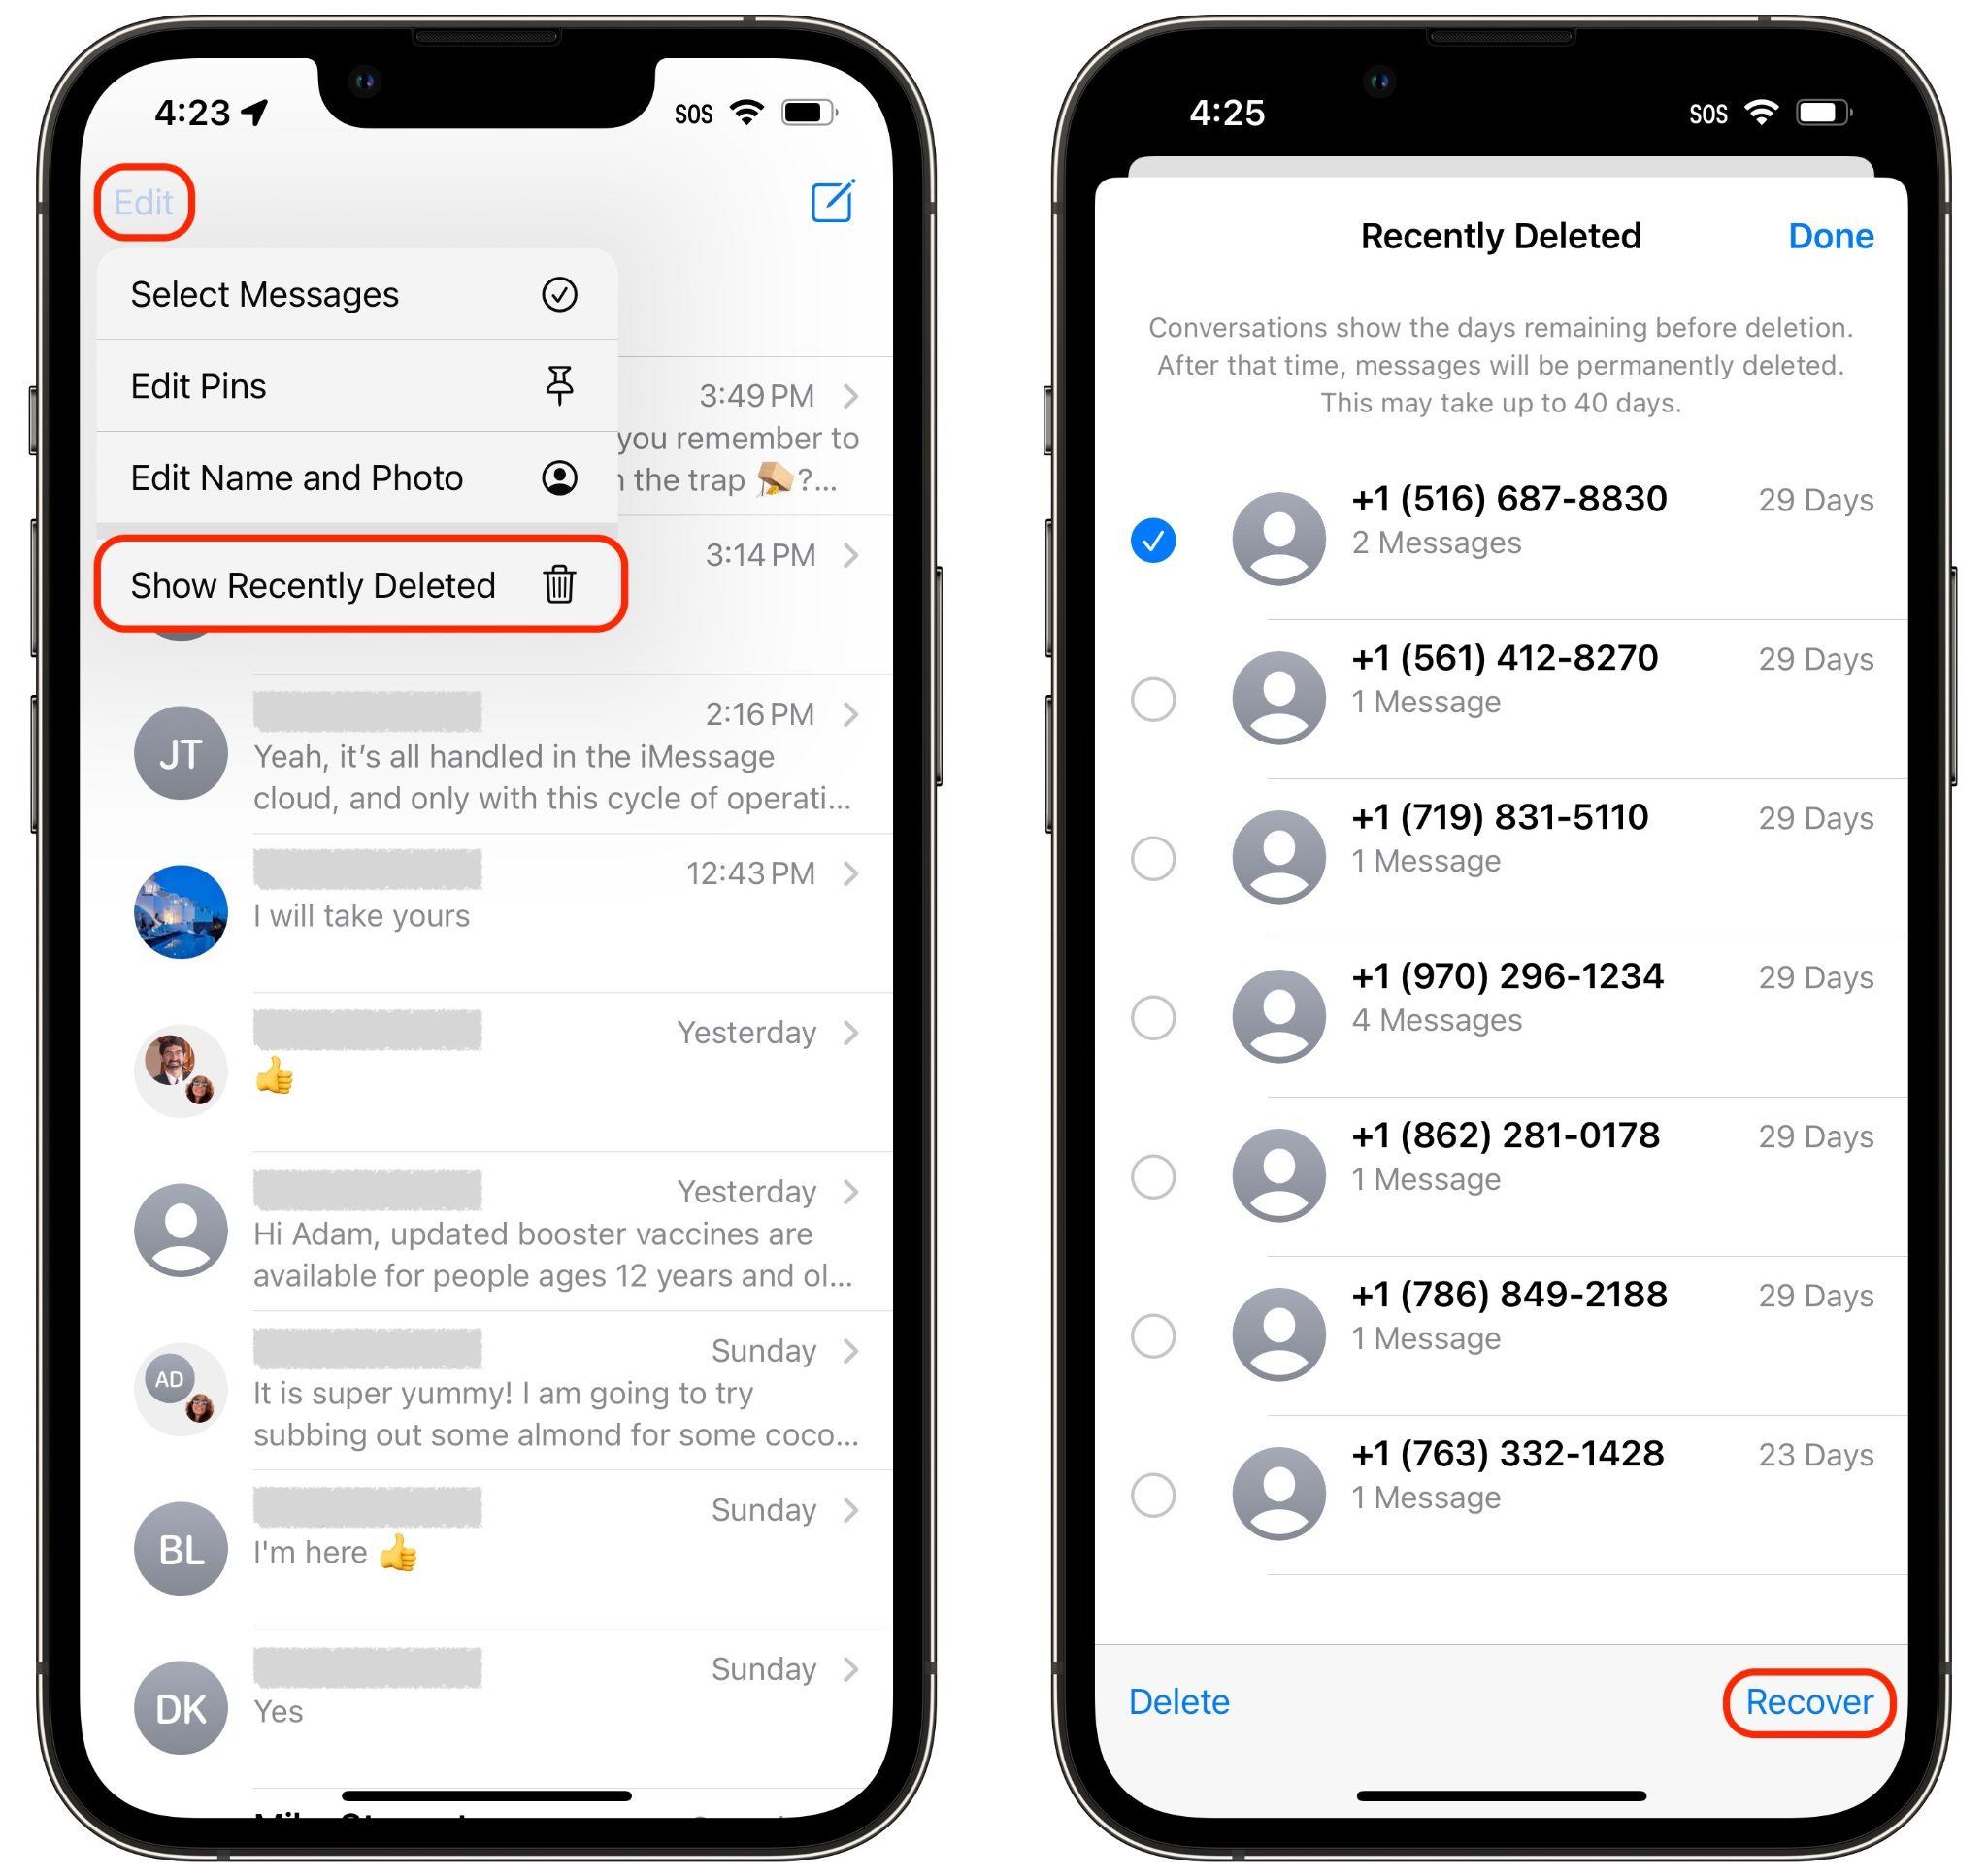 4:23
SOS
Edit
Select Messages
Edit Pins
Edit Name and Photo
Show Recently Deleted
3:49 PM
you remember to
the trap ?...
3:14 PM
JT
2:16 PM
Yeah, it's all handled in the iMessage
cloud, and only with this cycle of operati...
12:43 PM
I will take yours
Yesterday
👍
Yesterday
Hi Adam, updated booster vaccines are
available for people ages 12 years and ol...
AD
Sunday
It is super yummy! I am going to try
subbing out some almond for some coco...
BL
Sunday
I'm here 👍
DK
Sunday
Yes
4:25
SOS
Recently Deleted
Done
Conversations show the days remaining before deletion.
After that time, messages will be permanently deleted.
This may take up to 40 days.
+1 (516) 687-8830
29 Days
2 Messages
+1 (561) 412-8270
29 Days
1 Message
+1 (719) 831-5110
29 Days
1 Message
+1 (970) 296-1234
29 Days
4 Messages
+1 (862) 281-0178
29 Days
1 Message
+1 (786) 849-2188
29 Days
1 Message
+1 (763) 332-1428
23 Days
1 Message
Delete
Recover